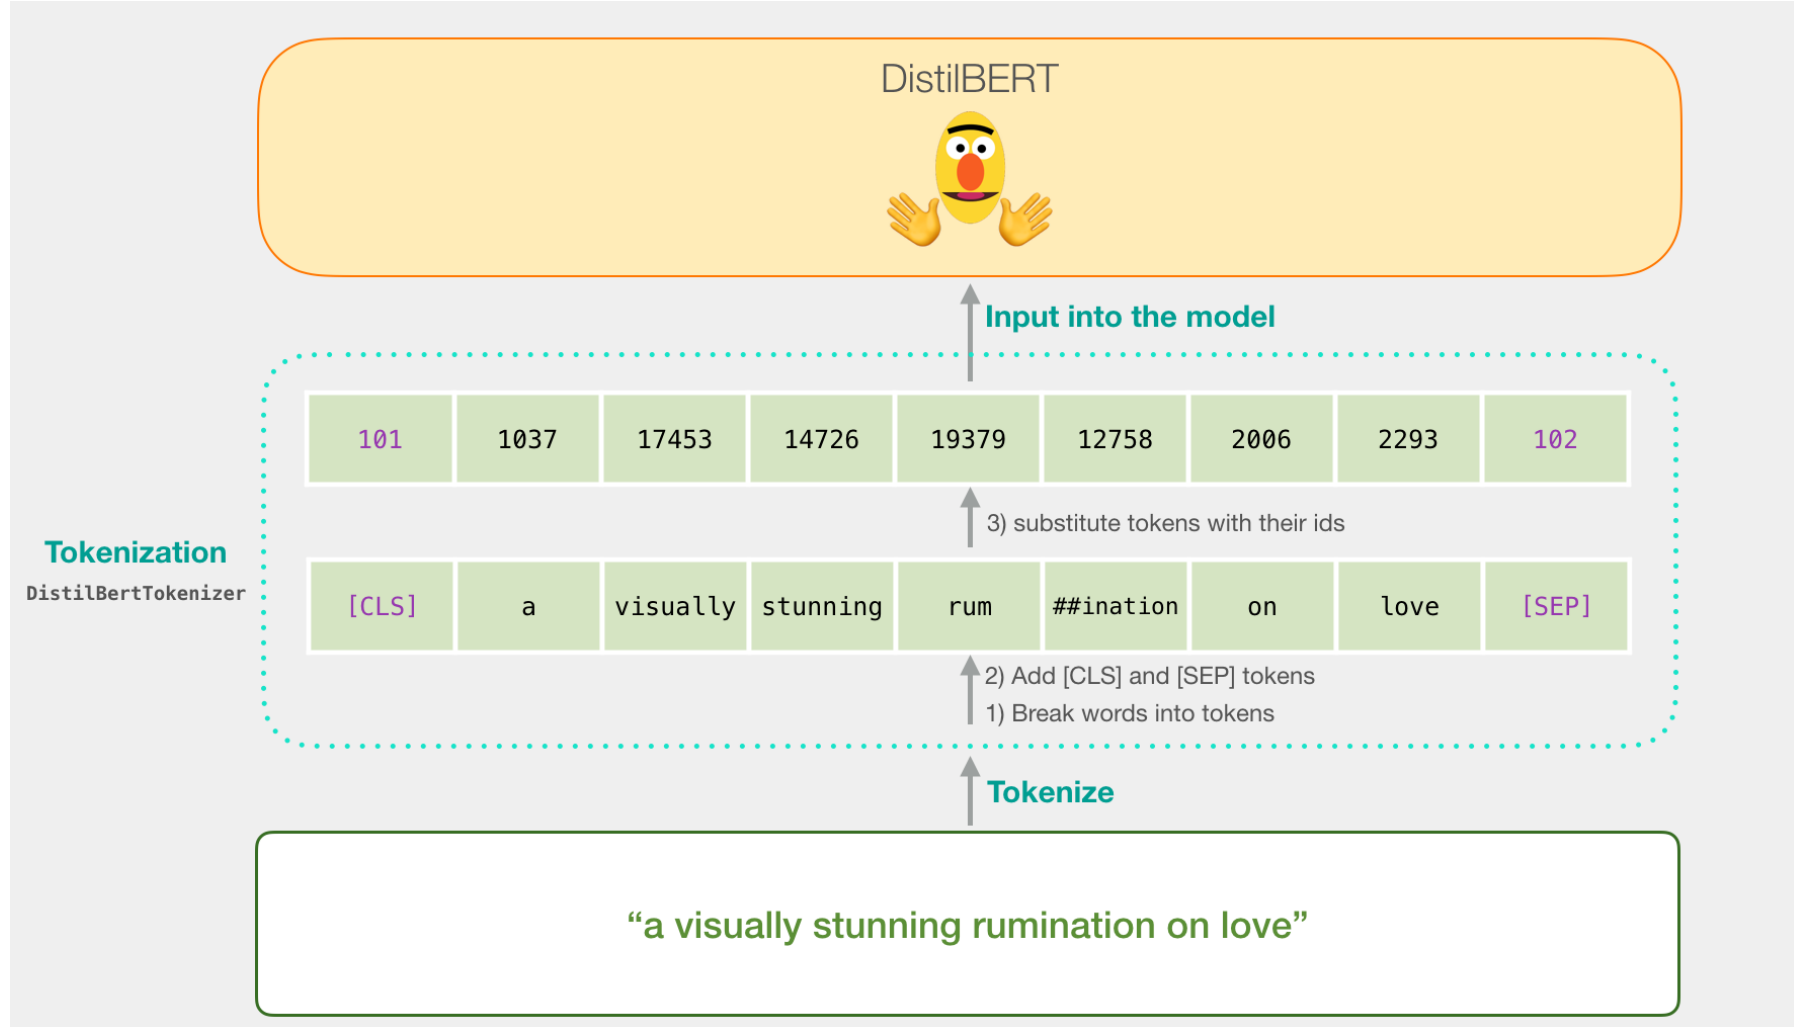 DistilBERT
Input into the model
101 1037 17453 14726 19379 12758 2006 2293 102
3) substitute tokens with their ids
Tokenization
DistilBertTokenizer
[CLS] a visually stunning rum ##ination on love [SEP]
2) Add [CLS] and [SEP] tokens
1) Break words into tokens
Tokenize
“a visually stunning rumination on love”